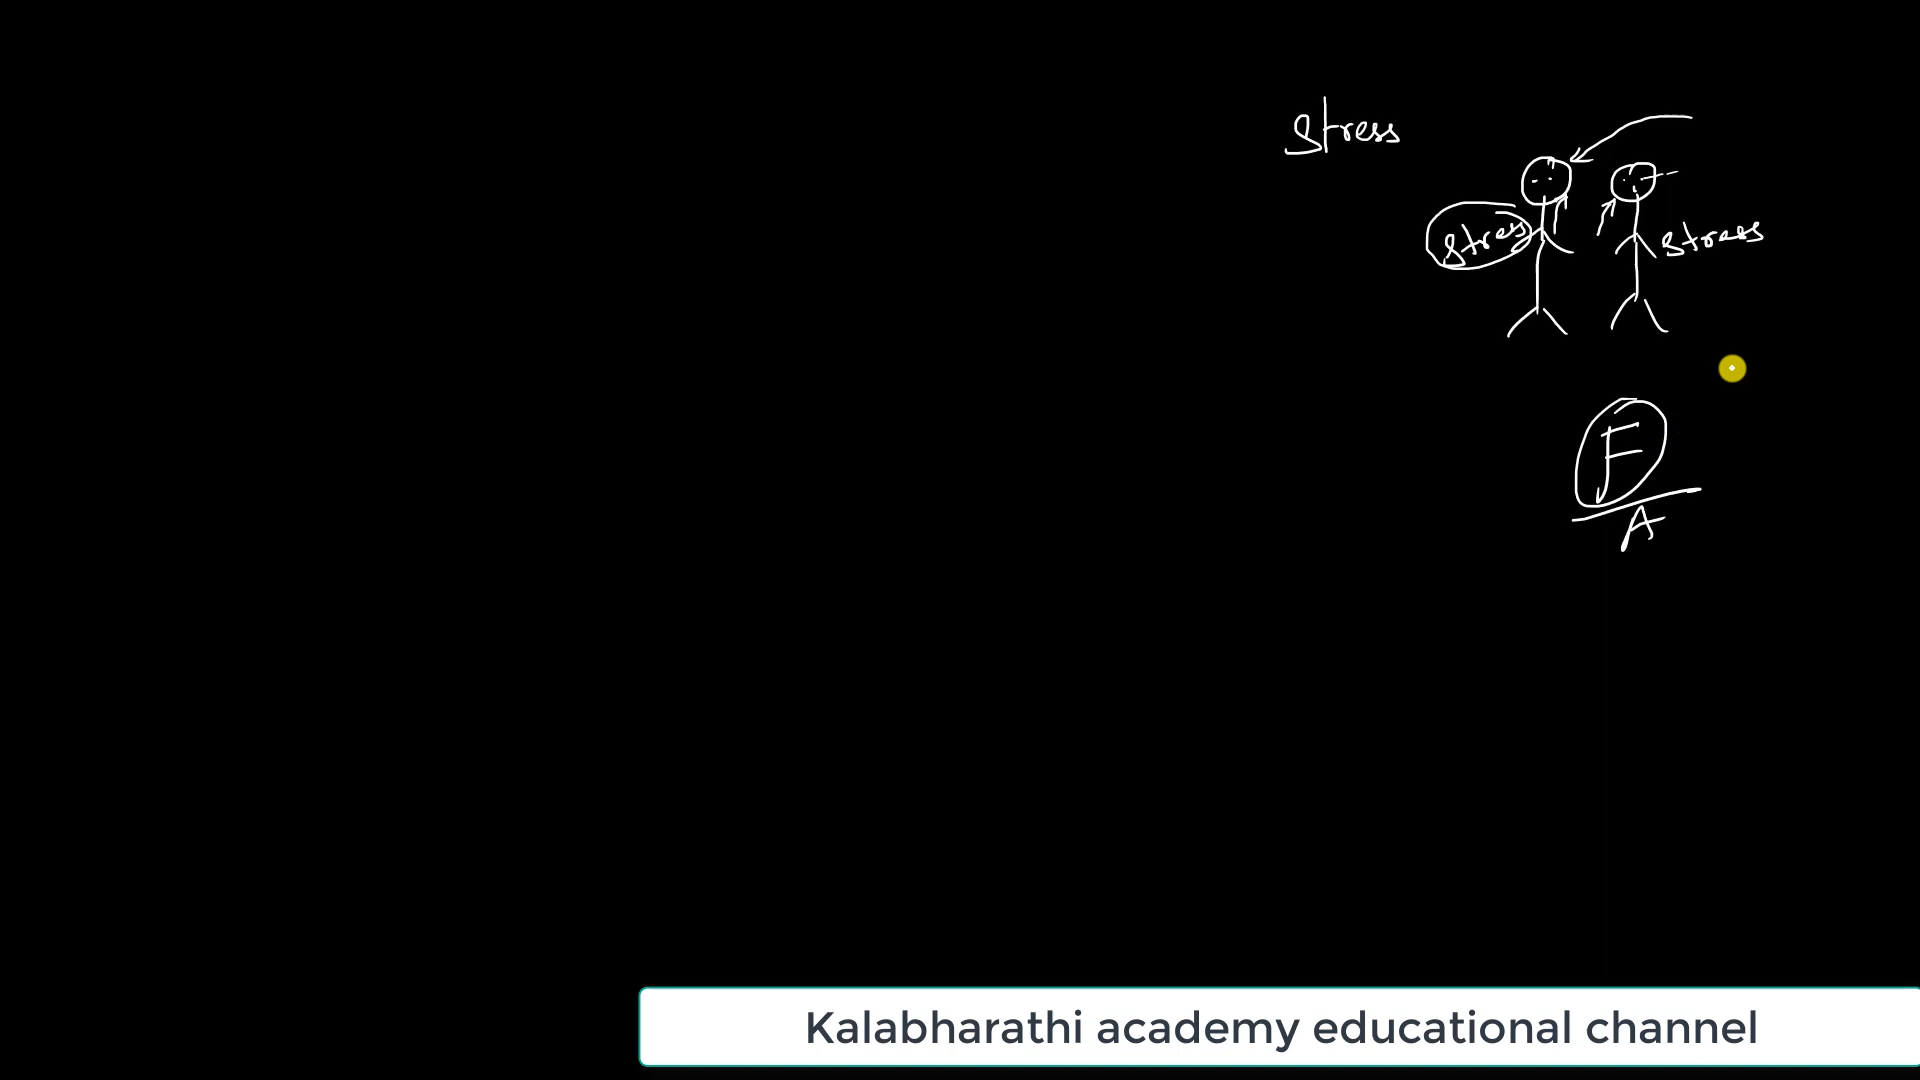 Stress
stress
stress
F
A
Kalabharathi academy educational channel